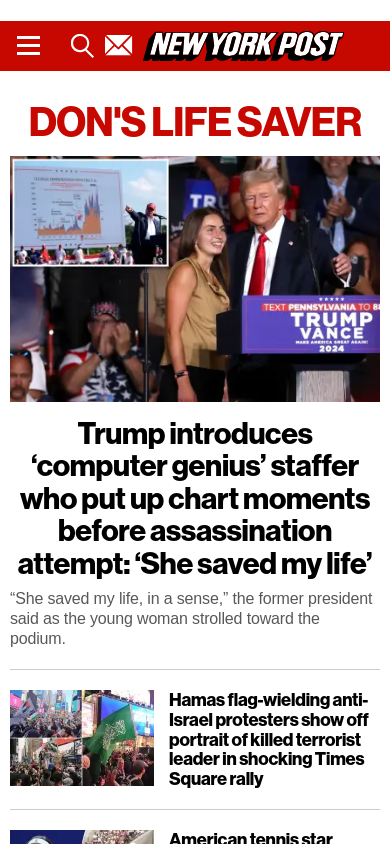 NEW YORK POST
DON'S LIFE SAVER
TRU
TEXT PENNSYLVANIA TO 88
TRUMP
VANCE
MAKE AMERICA GREAT AGAIN!
2024
Trump introduces
‘computer genius’ staffer
who put up chart moments
before assassination
attempt: ‘She saved my life’
“She saved my life, in a sense,” the former president
said as the young woman strolled toward the
podium.
Hamas flag-wielding anti-
Israel protesters show off
portrait of killed terrorist
leader in shocking Times
Square rally
American tennis star